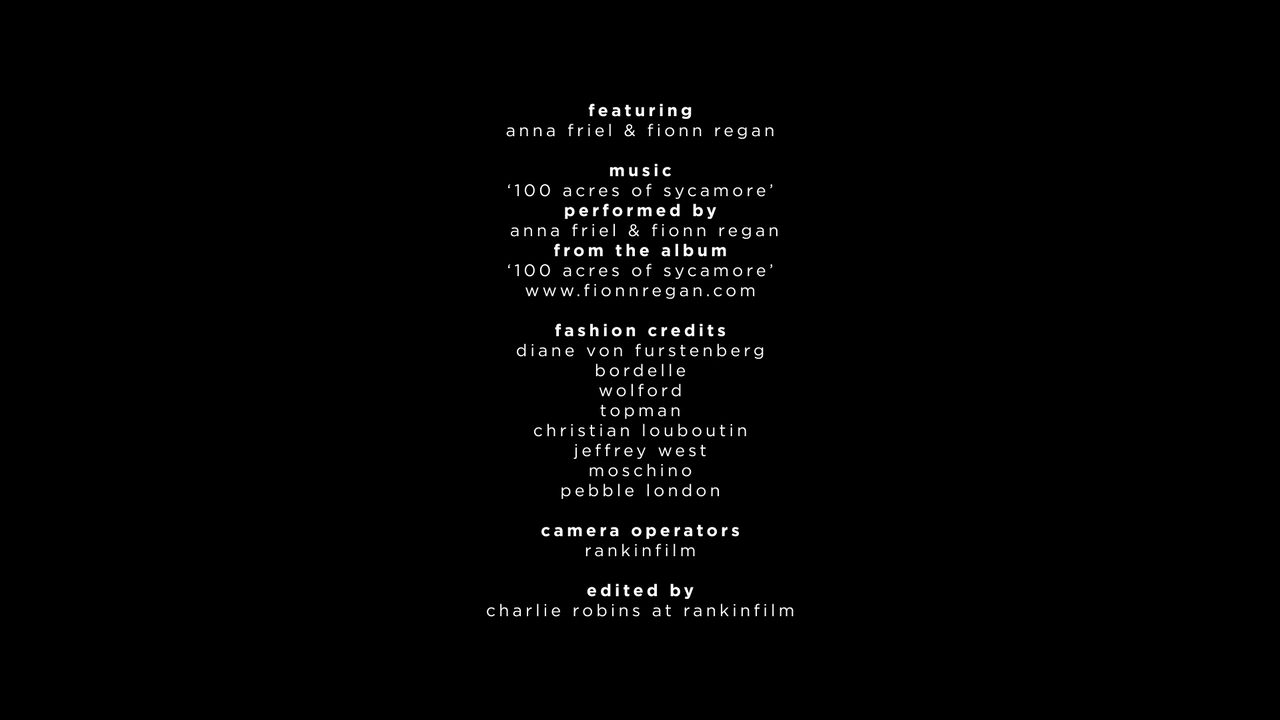 featuring
anna friel & fionn regan
music
‘100 acres of sycamore’
performed by
anna friel & fionn regan
from the album
‘100 acres of sycamore’
www.fionnregan.com
fashion credits
diane von furstenberg
bordelle
wolford
topman
christian louboutin
jeffrey west
moschino
pebble london
camera operators
rankinfilm
edited by
charlie robins at rankinfilm